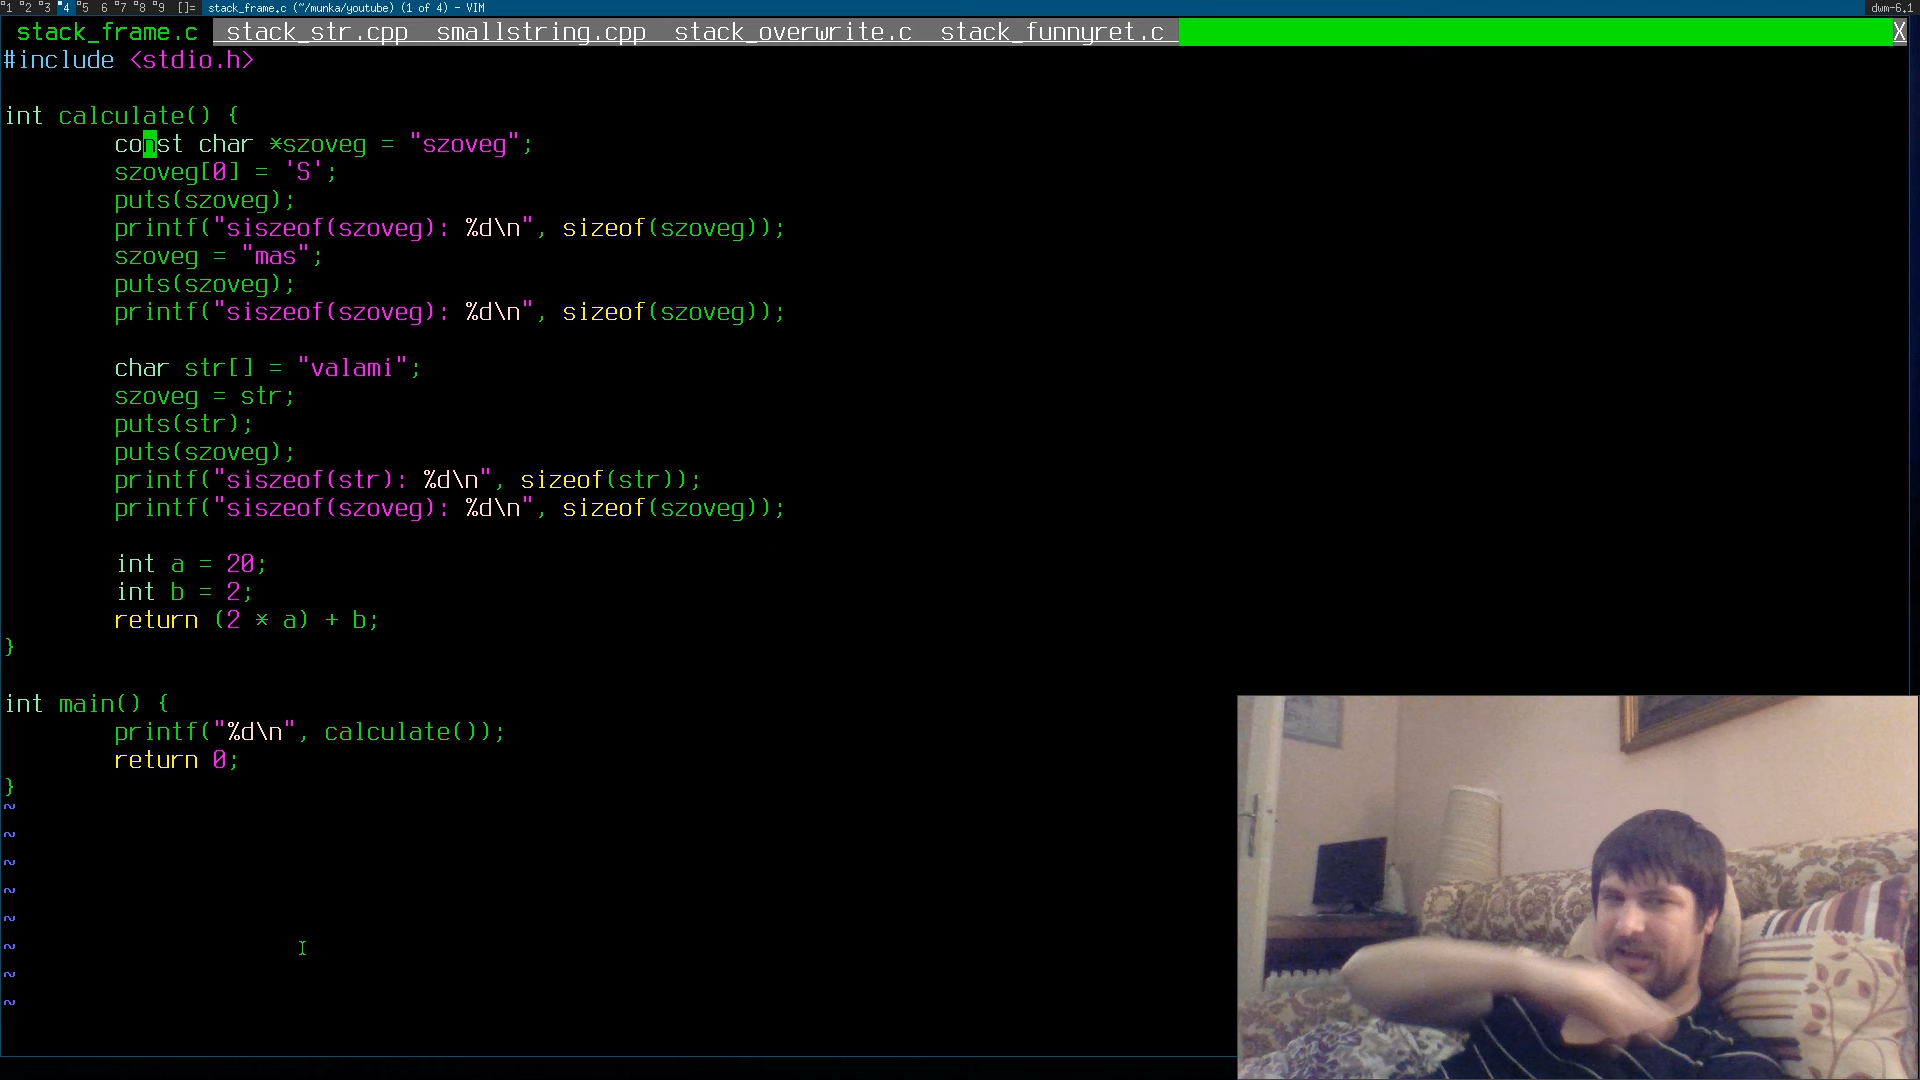 1 2 3 4 5 6 7 8 9 []= stack_frame.c (~/munka/youtube) (1 of 4) - VIM dwm-6.1
stack_frame.c stack_str.cpp smallstring.cpp stack_overwrite.c stack_funnyret.c X
#include <stdio.h>
int calculate() {
const char *szoveg = "szoveg";
szoveg[0] = 'S';
puts(szoveg);
printf("siszeof(szoveg): %d\n", sizeof(szoveg));
szoveg = "mas";
puts(szoveg);
printf("siszeof(szoveg): %d\n", sizeof(szoveg));
char str[] = "valami";
szoveg = str;
puts(str);
puts(szoveg);
printf("siszeof(str): %d\n", sizeof(str));
printf("siszeof(szoveg): %d\n", sizeof(szoveg));
int a = 20;
int b = 2;
return (2 * a) + b;
}
int main() {
printf("%d\n", calculate());
return 0;
}
~
~
~
~
~
~
~
~